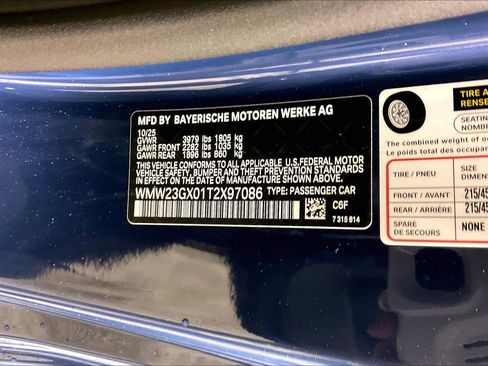 MFD BY BAYERISCHE MOTOREN WERKE AG
10/25
GVWR 3979 lbs 1805 kg
GAWR FRONT 2282 lbs 1035 kg
GAWR REAR 1896 lbs 860 kg
THIS VEHICLE CONFORMS TO ALL APPLICABLE U.S.FEDERAL MOTOR
VEHICLE SAFETY, BUMPER AND THEFT PREVENTION STANDARDS
IN EFFECT ON THE DATE OF MANUFACTURE SHOWN ABOVE.
WMW23GX01T2X97086 TYPE: PASSENGER CAR
C6F
7 315 814
TIRE A
RENSE
SEATING
NOMBRE
The combined weight of
Le poids total des occupa
TIRE / PNEU SIZE
DIMEN
FRONT / AVANT 215/45
REAR / ARRIÈRE 215/45
SPARE
DE SECOURS NONE